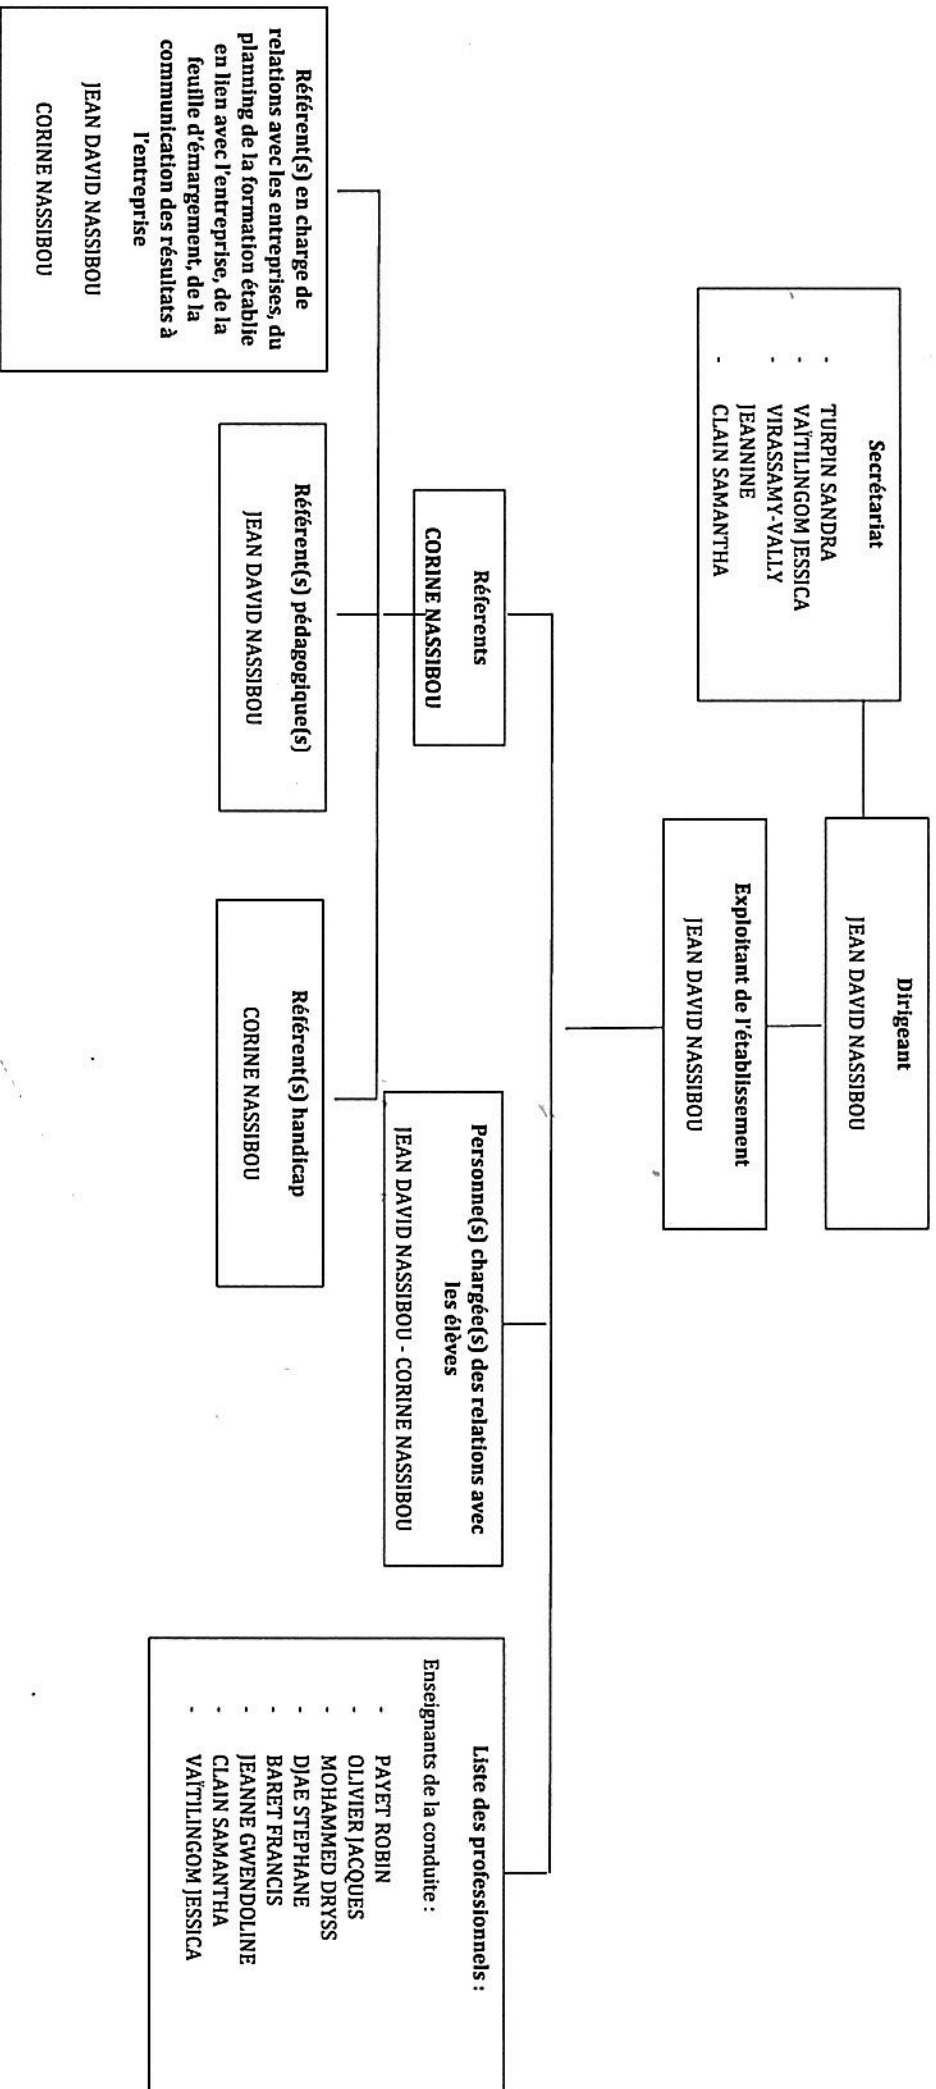 Dirigeant
JEAN DAVID NASSIBOU
Secrétariat
- TURPIN SANDRA
- VAÏTILINGOM JESSICA
- VIRASSAMY-VALLY
JEANNINE
- CLAIN SAMANTHA
Exploitant de l'établissement
JEAN DAVID NASSIBOU
Réferents
CORINE NASSIBOU
Personne(s) chargée(s) des relations avec
les élèves
JEAN DAVID NASSIBOU - CORINE NASSIBOU
Liste des professionnels :
Enseignants de la conduite :
- PAYET ROBIN
- OLIVIER JACQUES
- MOHAMMED DRYSS
- DJAE STEPHANE
- BARET FRANCIS
- JEANNE GWENDOLINE
- CLAIN SAMANTHA
- VAÏTILINGOM JESSICA
Référent(s) en charge de
relations avec les entreprises, du
planning de la formation établie
en lien avec l'entreprise, de la
feuille d'émargement, de la
communication des résultats à
l'entreprise
JEAN DAVID NASSIBOU
CORINE NASSIBOU
Référent(s) pédagogique(s)
JEAN DAVID NASSIBOU
Référent(s) handicap
CORINE NASSIBOU